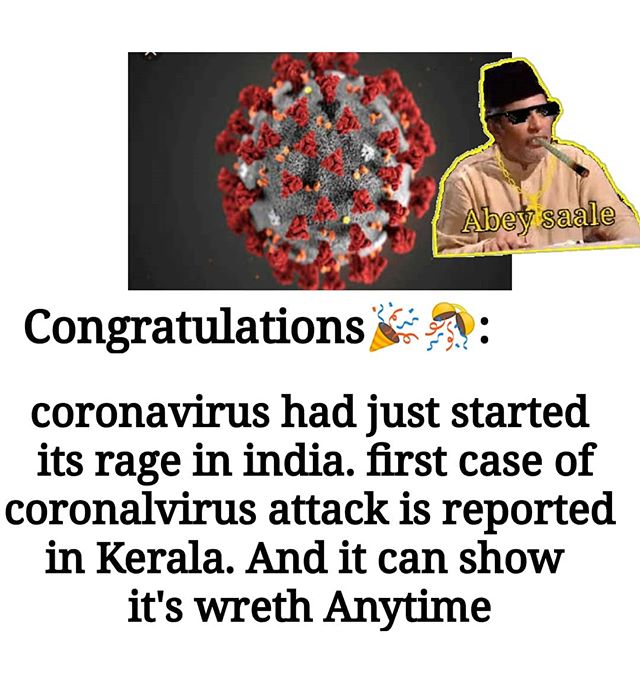 Abey saale
Congratulations🎉🎊:
coronavirus had just started
its rage in india. first case of
coronalvirus attack is reported
in Kerala. And it can show
it's wreth Anytime